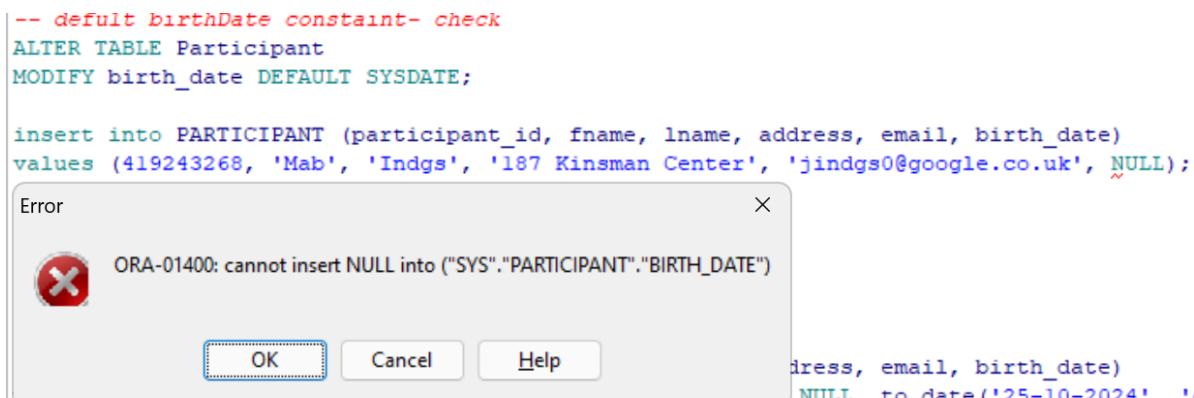 -- defult birthDate constaint- check
ALTER TABLE Participant
MODIFY birth_date DEFAULT SYSDATE;
insert into PARTICIPANT (participant_id, fname, lname, address, email, birth_date)
values (419243268, 'Mab', 'Indgs', '187 Kinsman Center', 'jindgs0@google.co.uk', NULL);
Error
ORA-01400: cannot insert NULL into ("SYS"."PARTICIPANT"."BIRTH_DATE")
OK Cancel Help
dress, email, birth_date)
NULL, to_date('25-10-2024', '